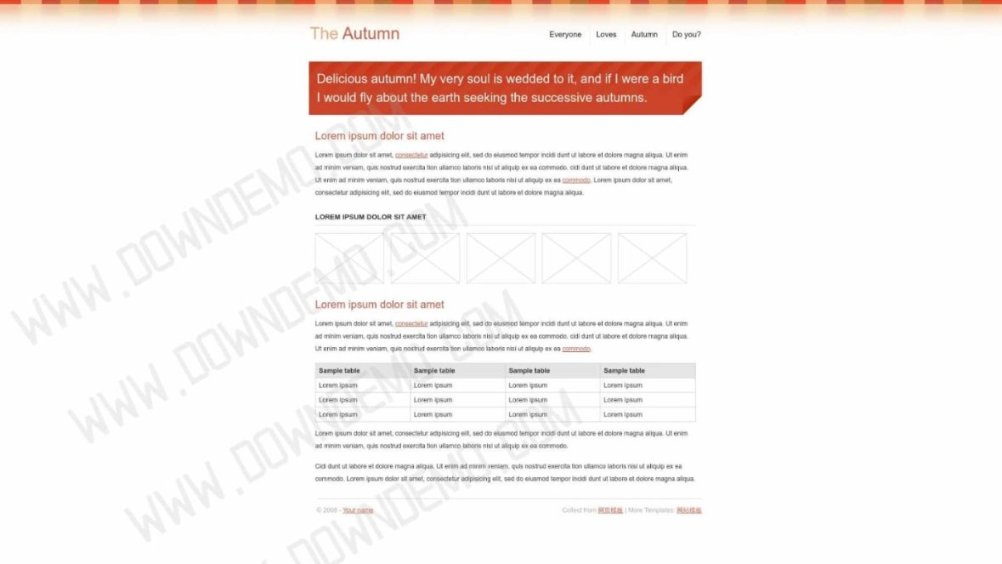 The Autumn
Everyone Loves Autumn Do you?
Delicious autumn! My very soul is wedded to it, and if I were a bird
I would fly about the earth seeking the successive autumns.
Lorem ipsum dolor sit amet
Lorem ipsum dolor sit amet, consectetur adipisicing elit, sed do eiusmod tempor incidi dunt ut labore et dolore magna aliqua. Ut enim
ad minim veniam, quis nostrud exercita tion ullamco laboris nisi ut aliquip ex ea commodo, cidi dunt ut labore et dolore magna aliqua.
Ut enim ad minim veniam, quis nostrud exercita tion ullamco laboris nisi ut aliquip ex ea commodo. Lorem ipsum dolor sit amet,
consectetur adipisicing elit, sed do eiusmod tempor incidi dunt ut labore et dolore magna aliqua.
LOREM IPSUM DOLOR SIT AMET
Lorem ipsum dolor sit amet
Lorem ipsum dolor sit amet, consectetur adipisicing elit, sed do eiusmod tempor incidi dunt ut labore et dolore magna aliqua. Ut enim
ad minim veniam, quis nostrud exercita tion ullamco laboris nisi ut aliquip ex ea commodo, cidi dunt ut labore et dolore magna aliqua.
Ut enim ad minim veniam, quis nostrud exercita tion ullamco laboris nisi ut aliquip ex ea commodo.
Sample table Sample table Sample table Sample table
Lorem ipsum Lorem ipsum Lorem ipsum Lorem ipsum
Lorem ipsum Lorem ipsum Lorem ipsum Lorem ipsum
Lorem ipsum Lorem ipsum Lorem ipsum Lorem ipsum
Lorem ipsum dolor sit amet, consectetur adipisicing elit, sed do eiusmod tempor incidi dunt ut labore et dolore magna aliqua. Ut enim
ad minim veniam, quis nostrud exercita tion ullamco laboris nisi ut aliquip ex ea commodo.
Cidi dunt ut labore et dolore magna aliqua. Ut enim ad minim veniam, quis nostrud exercita tion ullamco laboris nisi ut aliquip ex ea
commodo. Lorem ipsum dolor sit amet, consectetur adipisicing elit, sed do eiusmod tempor incidi dunt ut labore et dolore magna aliqua.
© 2008 - Your name Collect from 网页模板 | More Templates: 网站模板
WWW.DOWNDEMO.COM
WWW.DOWNDEMO.COM
WWW.DOWNDEMO.COM
WWW.DOWNDEMO.COM
DOWNDEMO